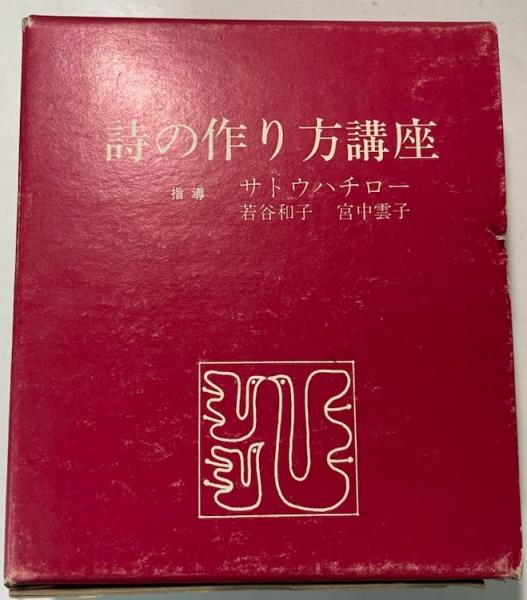 詩の作り方講座
指導 サトウハチロー
若谷和子 宮中雲子